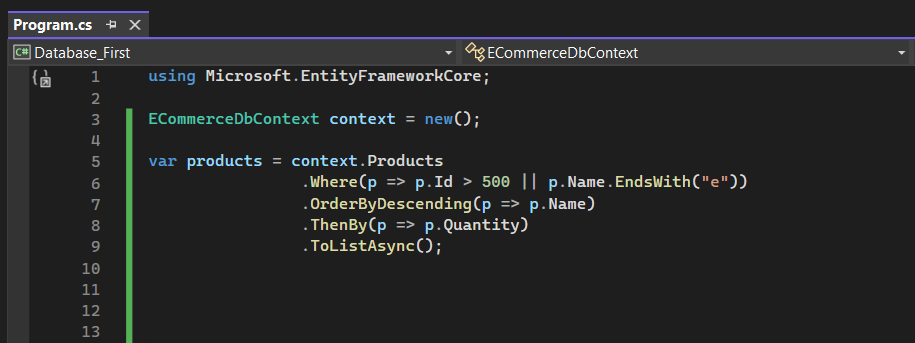 Program.cs
C# Database_First
ECommerceDbContext
1 using Microsoft.EntityFrameworkCore;
2
3 ECommerceDbContext context = new();
4
5 var products = context.Products
6 .Where(p => p.Id > 500 || p.Name.EndsWith("e"))
7 .OrderByDescending(p => p.Name)
8 .ThenBy(p => p.Quantity)
9 .ToListAsync();
10
11
12
13